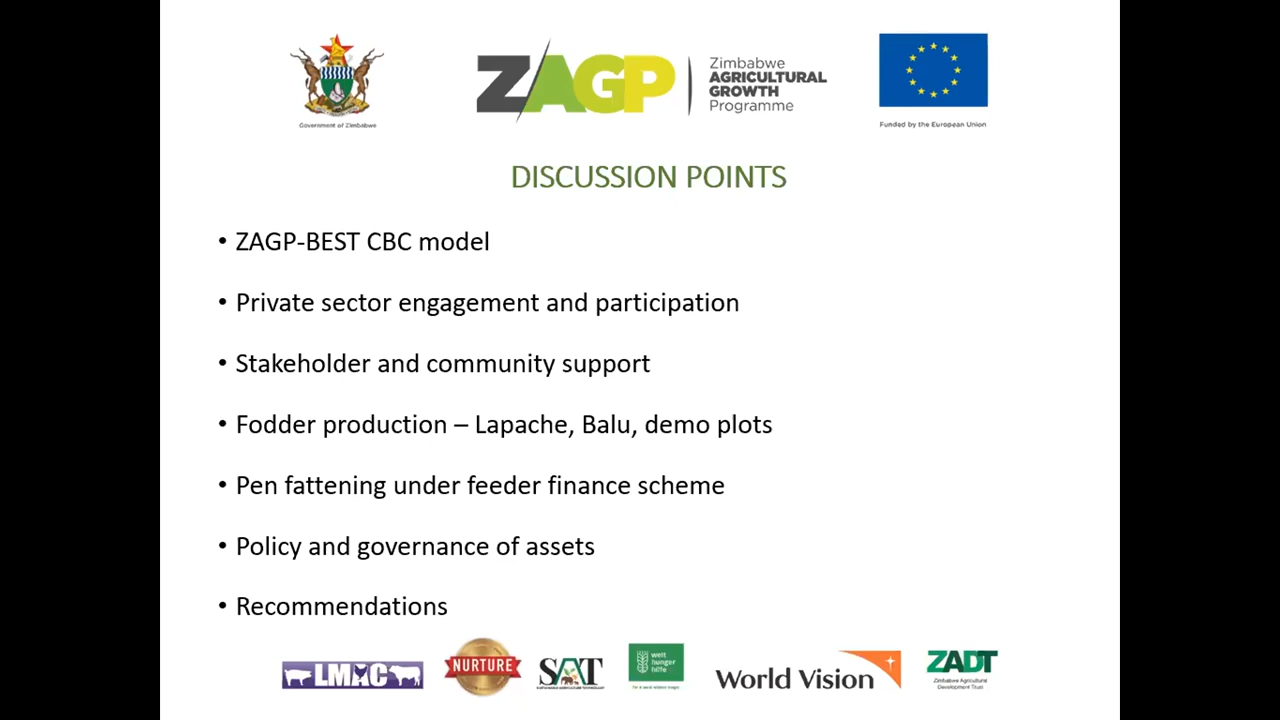 Government of Zimbabwe
ZAGP
Zimbabwe
AGRICULTURAL
GROWTH
Programme
Funded by the European Union
DISCUSSION POINTS
• ZAGP-BEST CBC model
• Private sector engagement and participation
• Stakeholder and community support
• Fodder production – Lapache, Balu, demo plots
• Pen fattening under feeder finance scheme
• Policy and governance of assets
• Recommendations
LMAC
NURTURE
SAT
welt
hunger
hilfe
World Vision
ZADT
Zimbabwe Agricultural
Development Trust